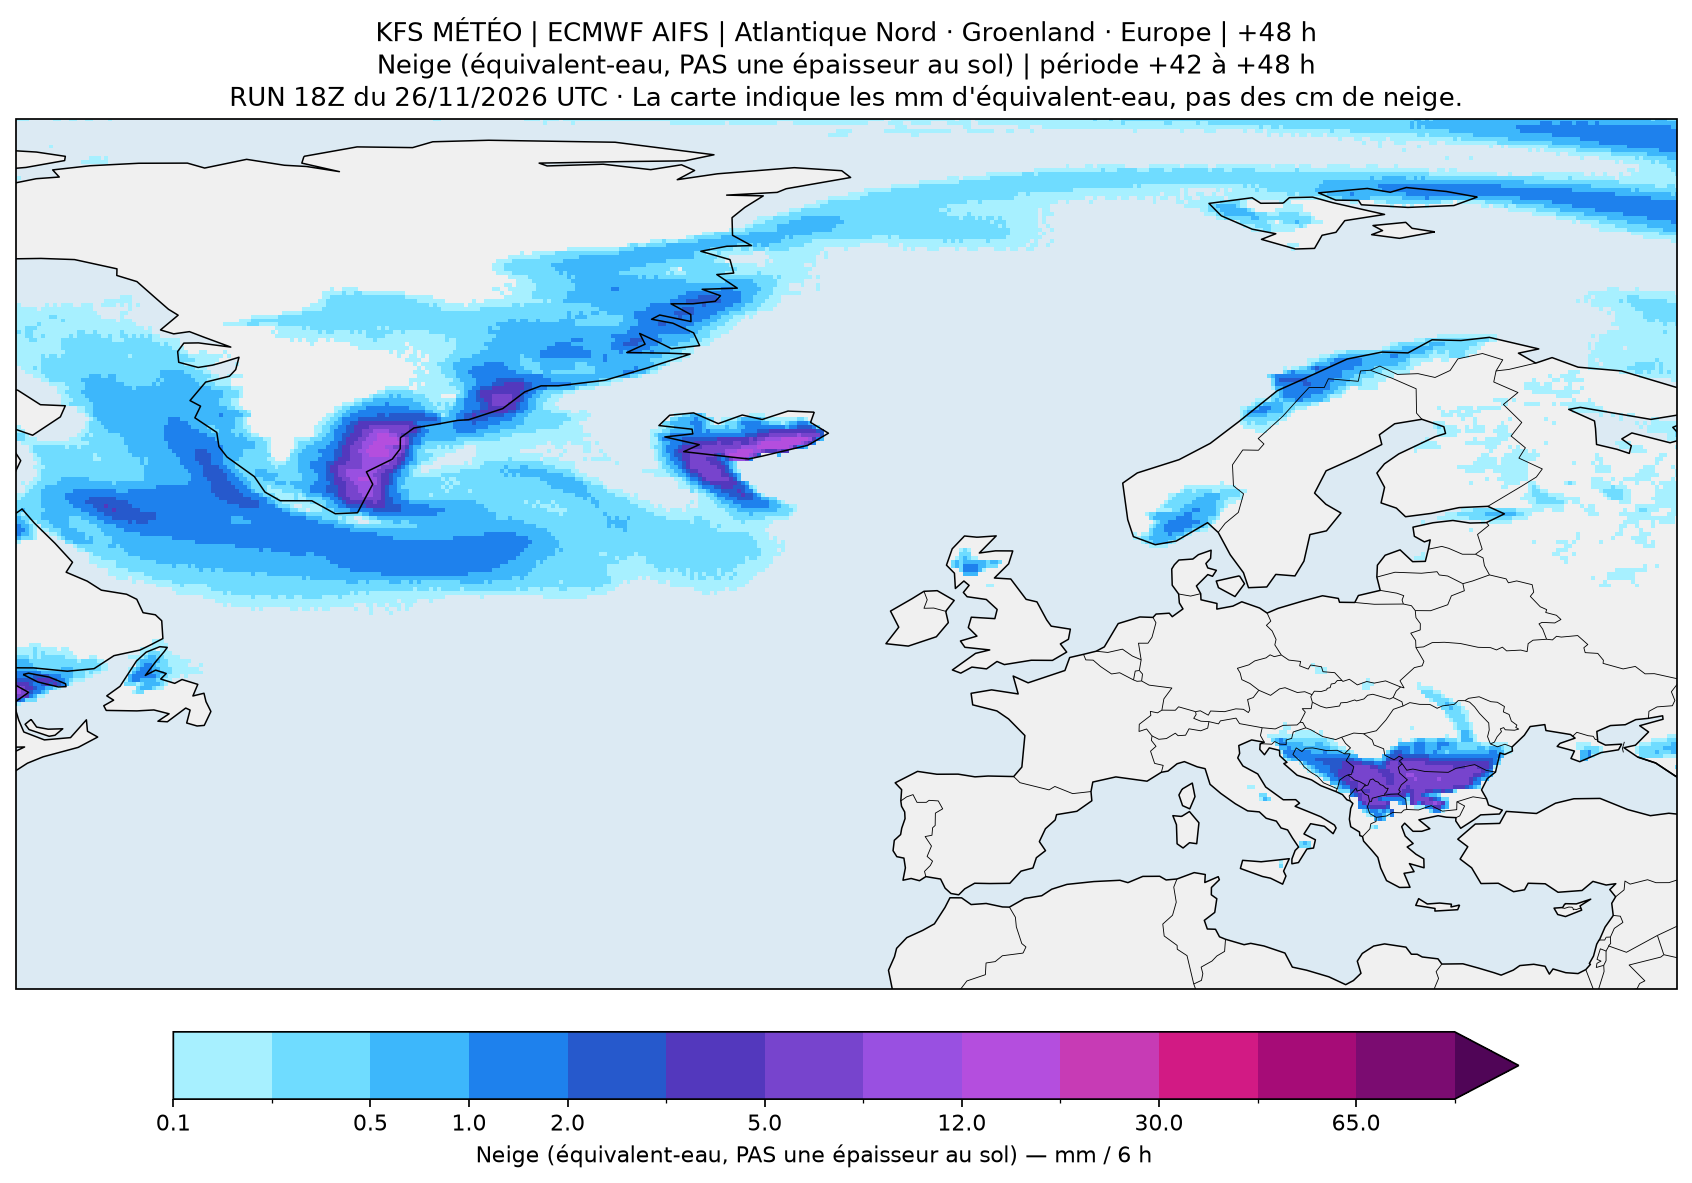 KFS MÉTÉO | ECMWF AIFS | Atlantique Nord · Groenland · Europe | +48 h
Neige (équivalent-eau, PAS une épaisseur au sol) | période +42 à +48 h
RUN 18Z du 26/11/2026 UTC · La carte indique les mm d'équivalent-eau, pas des cm de neige.
0.1 0.5 1.0 2.0 5.0 12.0 30.0 65.0
Neige (équivalent-eau, PAS une épaisseur au sol) — mm / 6 h